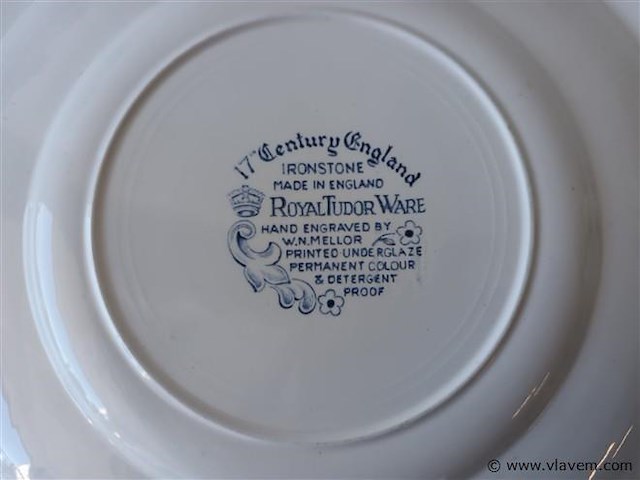 17TH Century England
IRONSTONE
MADE IN ENGLAND
ROYAL TUDOR WARE
HAND ENGRAVED BY
W.N. MELLOR
PRINTED UNDERGLAZE
PERMANENT COLOUR
& DETERGENT
PROOF
© www.vlavem.com